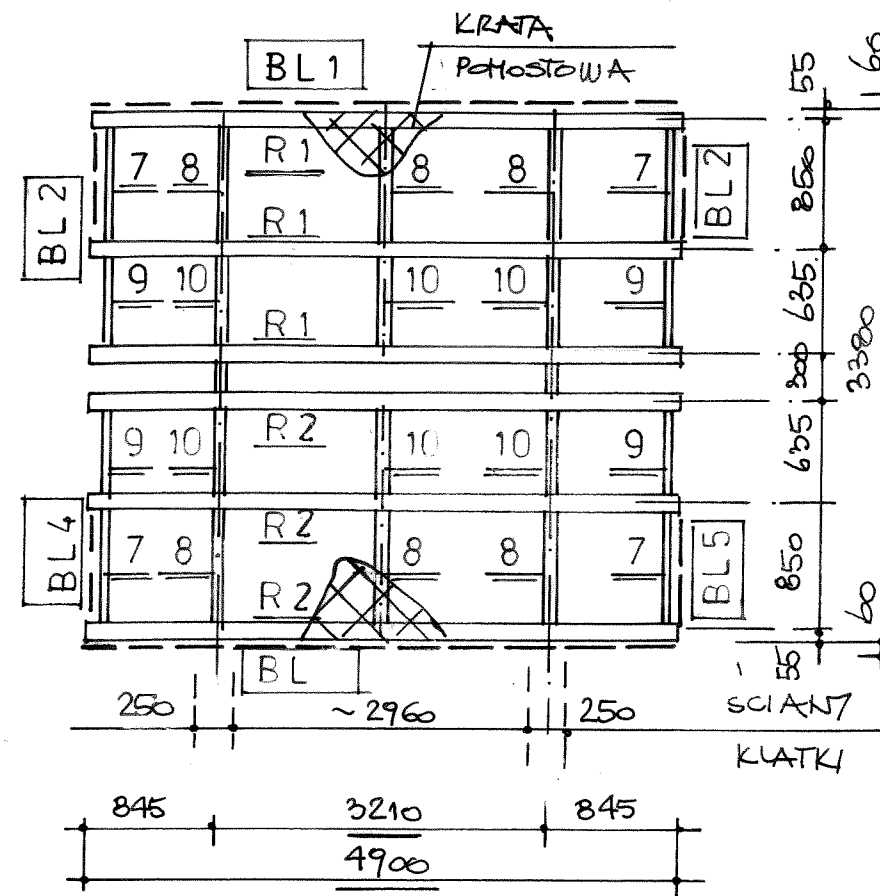 KRATA
POMOSTOWA
BL1
55
60
7 8 R1 8 8 7
BL2
BL2
850
R1
9 10 10 10 9
635
R1
300
3380
9 10 R2 10 10 9
635
BL4
7 8 R2 8 8 7
BL5
850
R2
60
BL
55
250 ~2960 250
ŚCIANY
KLATKI
845 3210 845
4900